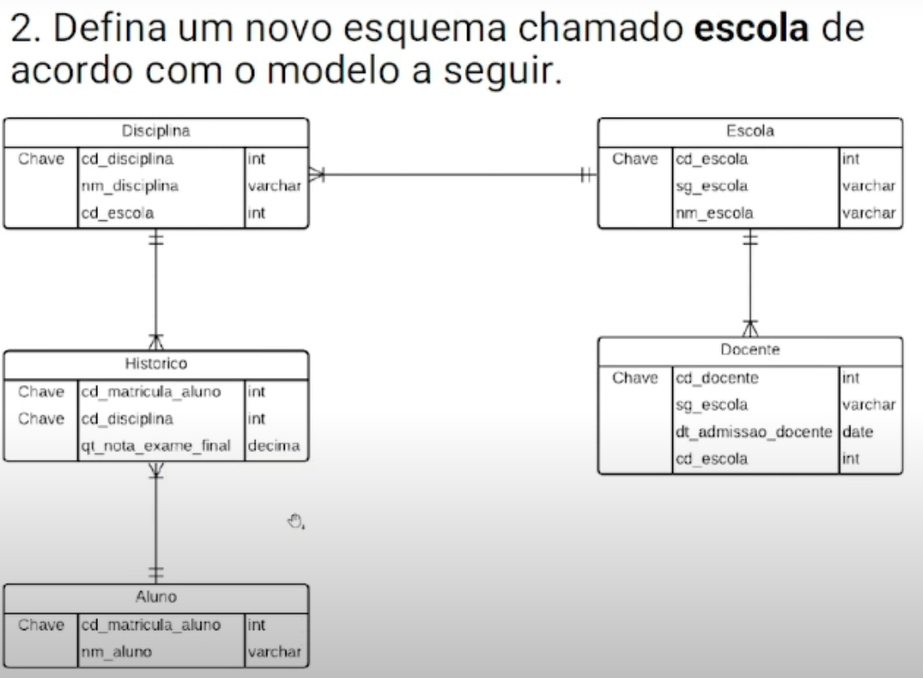 2. Defina um novo esquema chamado escola de
acordo com o modelo a seguir.
Disciplina
Chave cd_disciplina int
nm_disciplina varchar
cd_escola int
Escola
Chave cd_escola int
sg_escola varchar
nm_escola varchar
Historico
Chave cd_matricula_aluno int
Chave cd_disciplina int
qt_nota_exame_final decima
Docente
Chave cd_docente int
sg_escola varchar
dt_admissao_docente date
cd_escola int
Aluno
Chave cd_matricula_aluno int
nm_aluno varchar